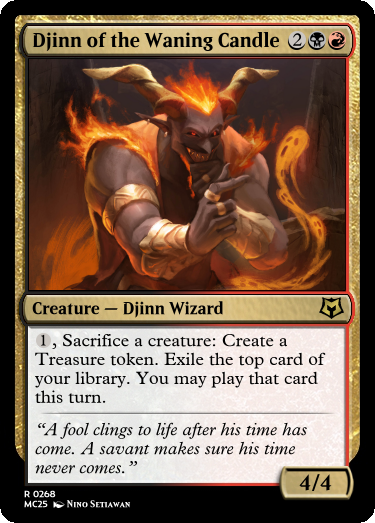 Djinn of the Waning Candle 2
1, Sacrifice a creature: Create a
Treasure token. Exile the top card of
your library. You may play that card
this turn.
“A fool clings to life after his time has
come. A savant makes sure his time
never comes.”
Creature — Djinn Wizard
4/4
R 0268
MC25 Nino Setiawan